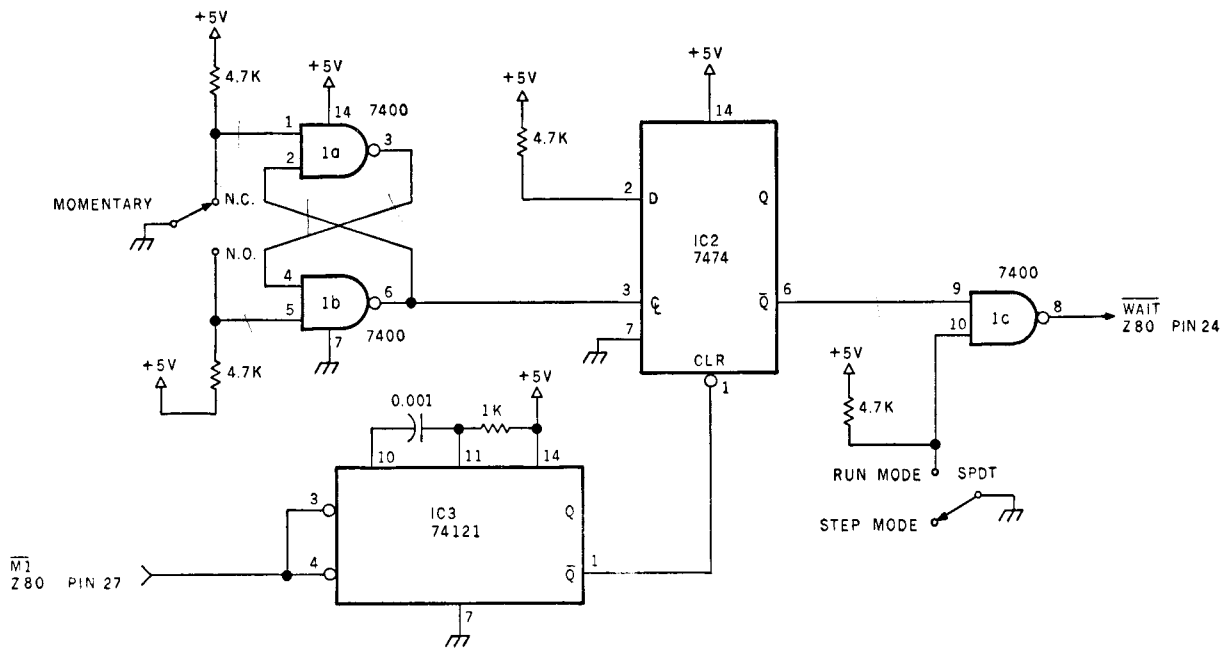 +5V
4.7K
+5V
14
7400
1
2
1a
3
MOMENTARY
N.C.
N.O.
4
5
1b
6
7
7400
4.7K
+5V
+5V
4.7K
+5V
14
2
D
Q
IC2
7474
3
C̵L
Q̅
6
7
CLR
1
7400
9
10
1c
8
W̅A̅I̅T̅
Z80 PIN 24
+5V
4.7K
RUN MODE
SPDT
STEP MODE
0.001
1K
+5V
10
11
14
3
IC3
74121
Q
4
Q̅
1
7
M̅1̅
Z80 PIN 27